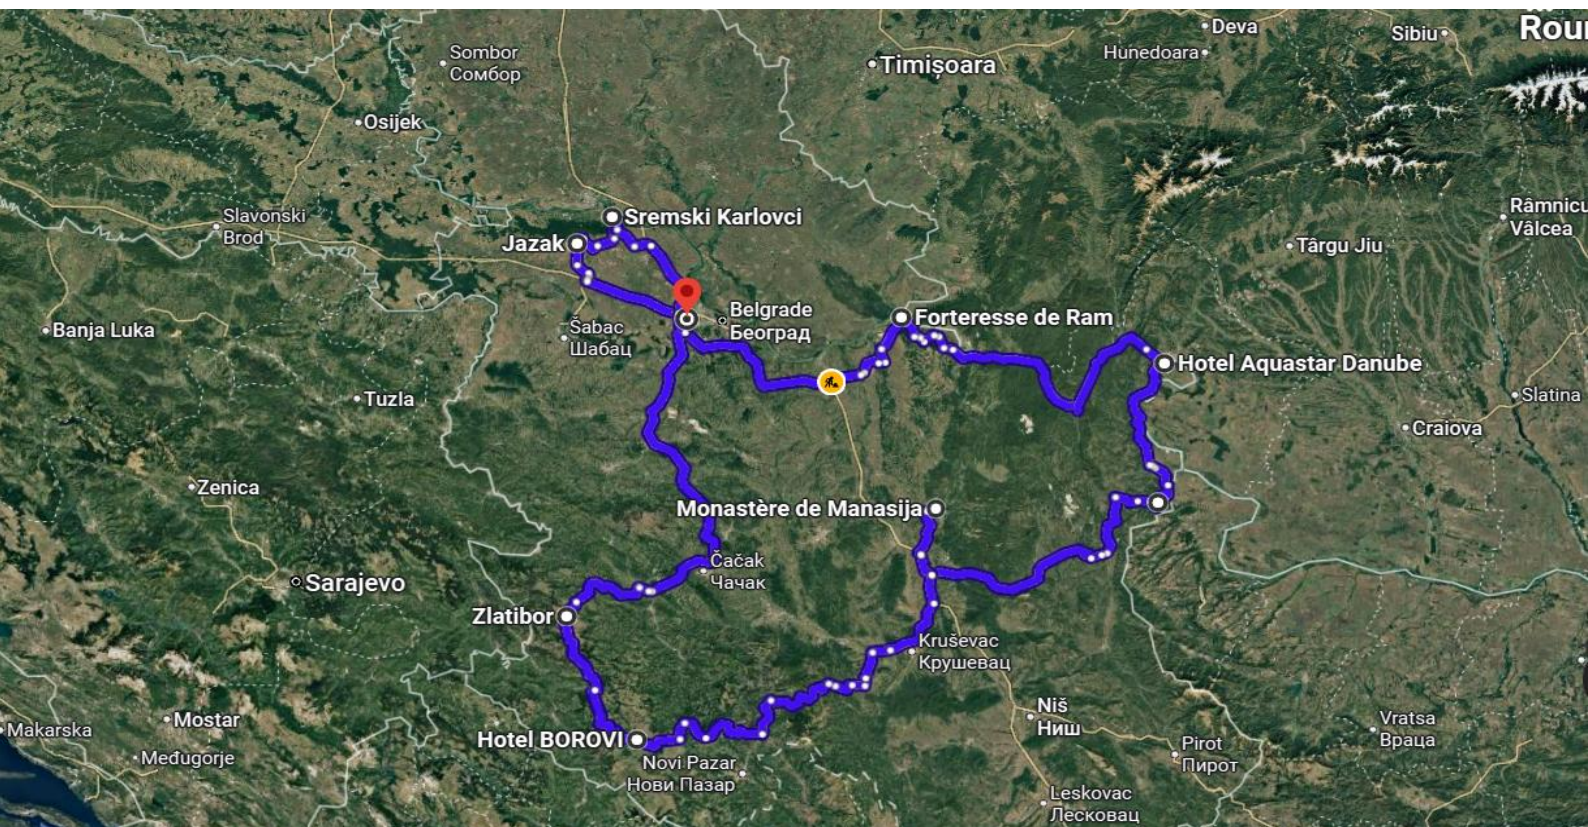 Deva
Sibiu
Rou
Hunedoara
Sombor
Сомбор
Timișoara
Osijek
Râmnicu
Vâlcea
Slavonski
Brod
Sremski Karlovci
Jazak
Târgu Jiu
Banja Luka
Šabac
Шабац
Belgrade
Београд
Forteresse de Ram
Hotel Aquastar Danube
Tuzla
Slatina
Craiova
Zenica
Monastère de Manasija
Čačak
Чачак
Sarajevo
Zlatibor
Kruševac
Крушевац
Mostar
Makarska
Međugorje
Hotel BOROVI
Novi Pazar
Нови Пазар
Niš
Ниш
Vratsa
Враца
Pirot
Пирот
Leskovac
Лесковац